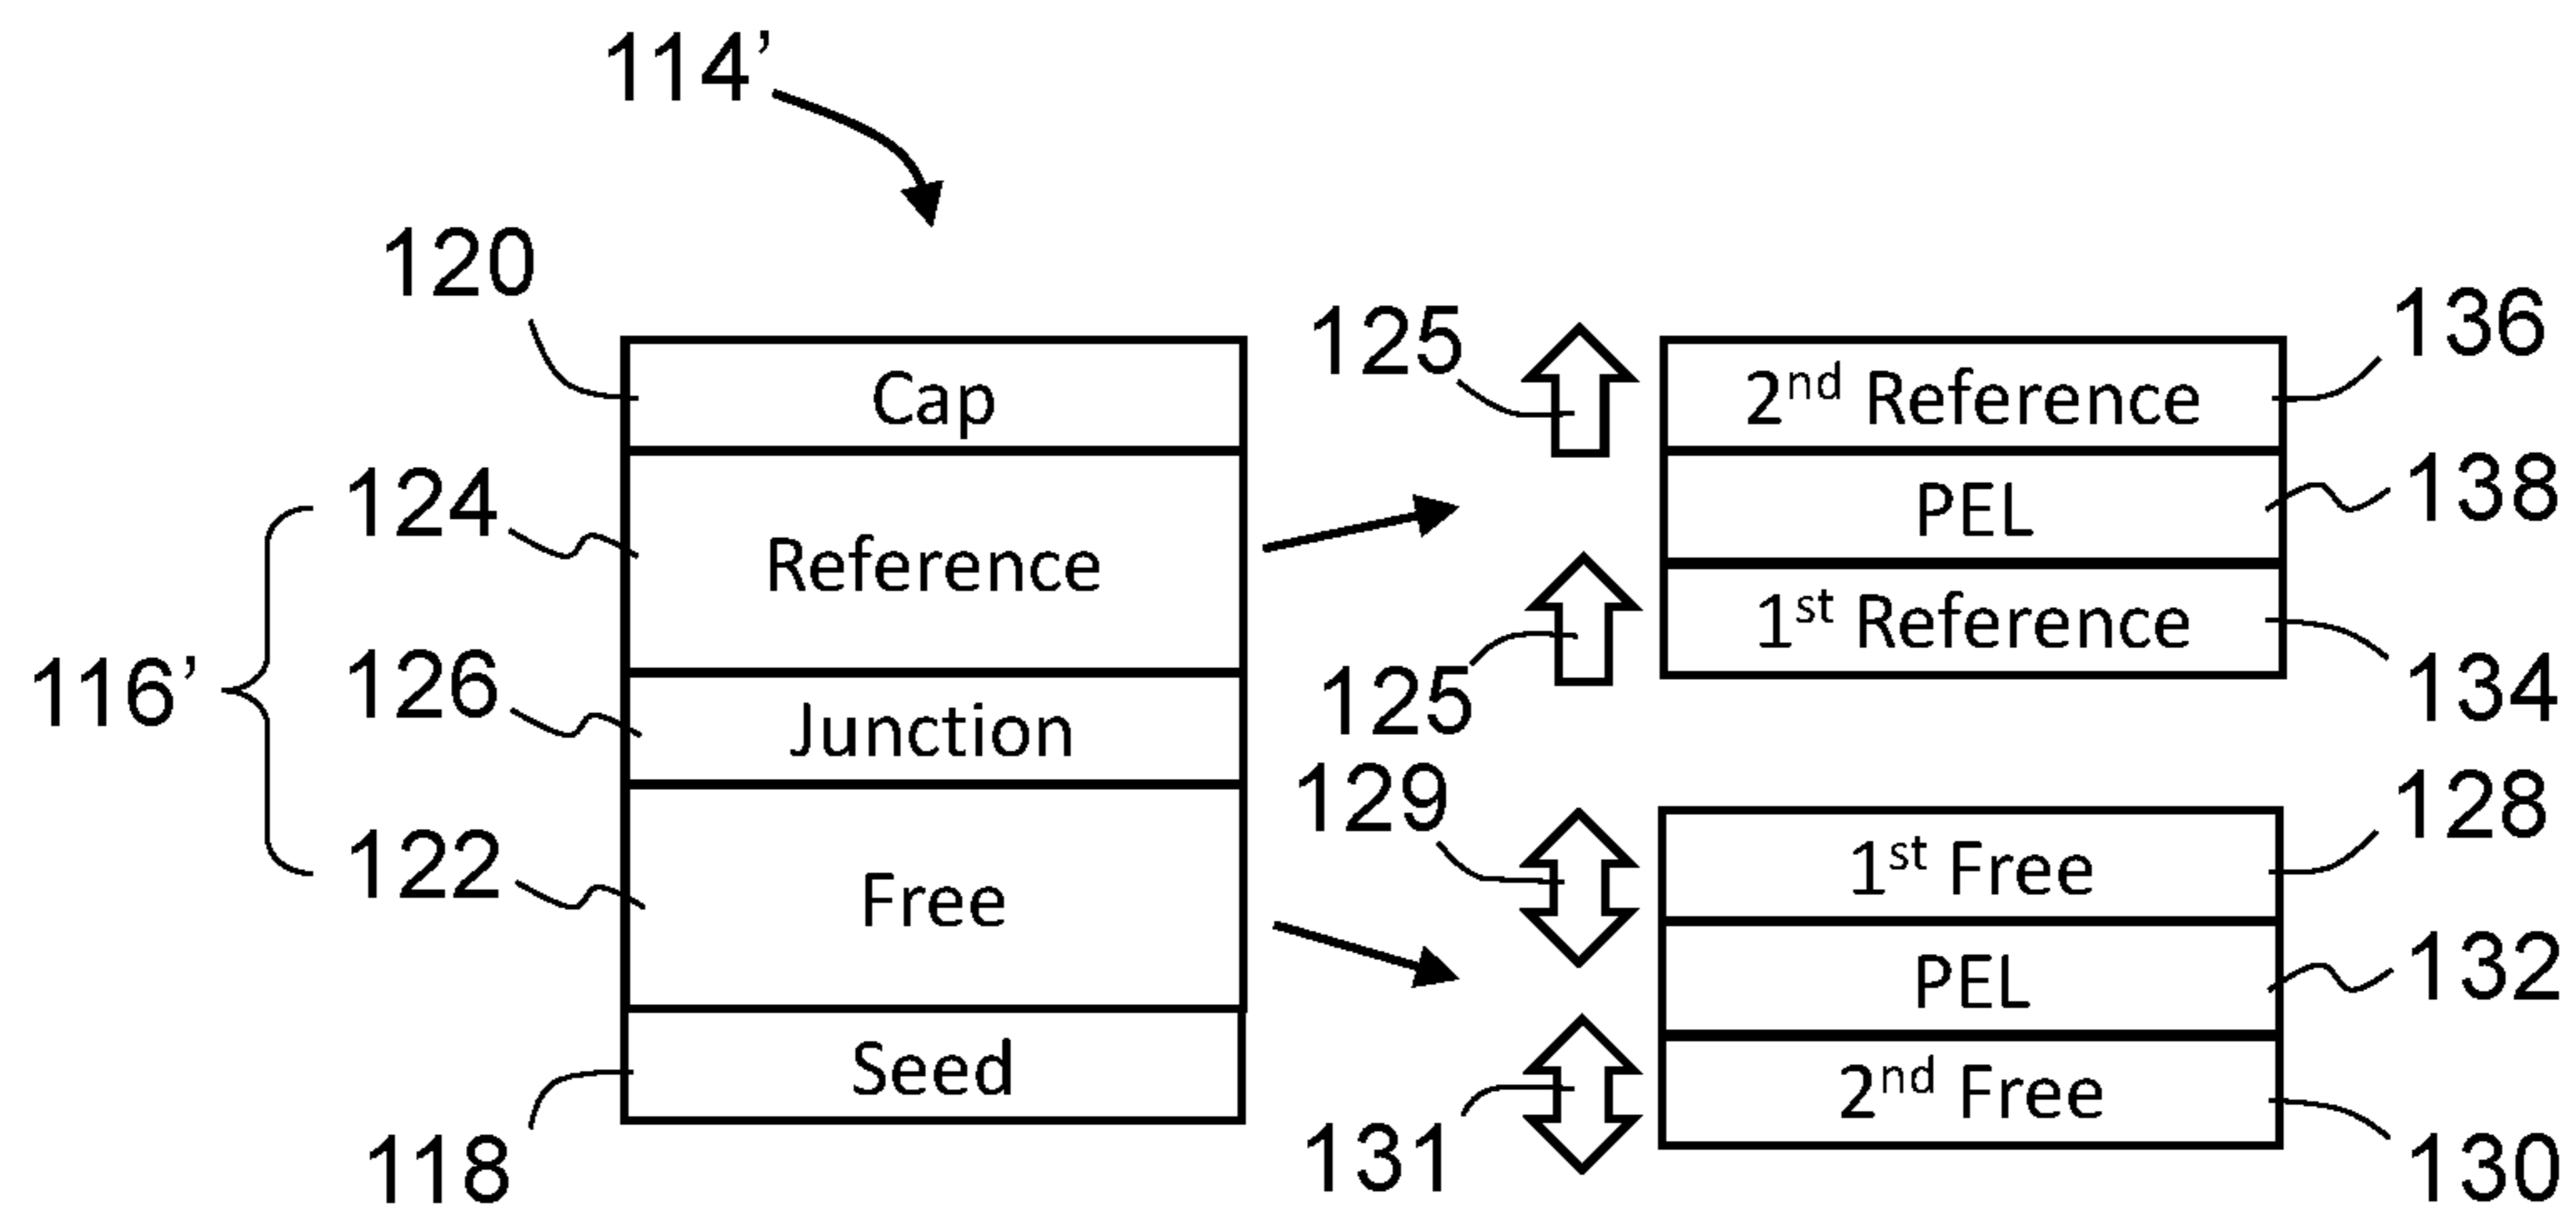 114’
120
Cap
124
Reference
126
Junction
116’
122
Free
Seed
118
125
2nd Reference
136
PEL
138
125
1st Reference
134
129
1st Free
128
PEL
132
131
2nd Free
130